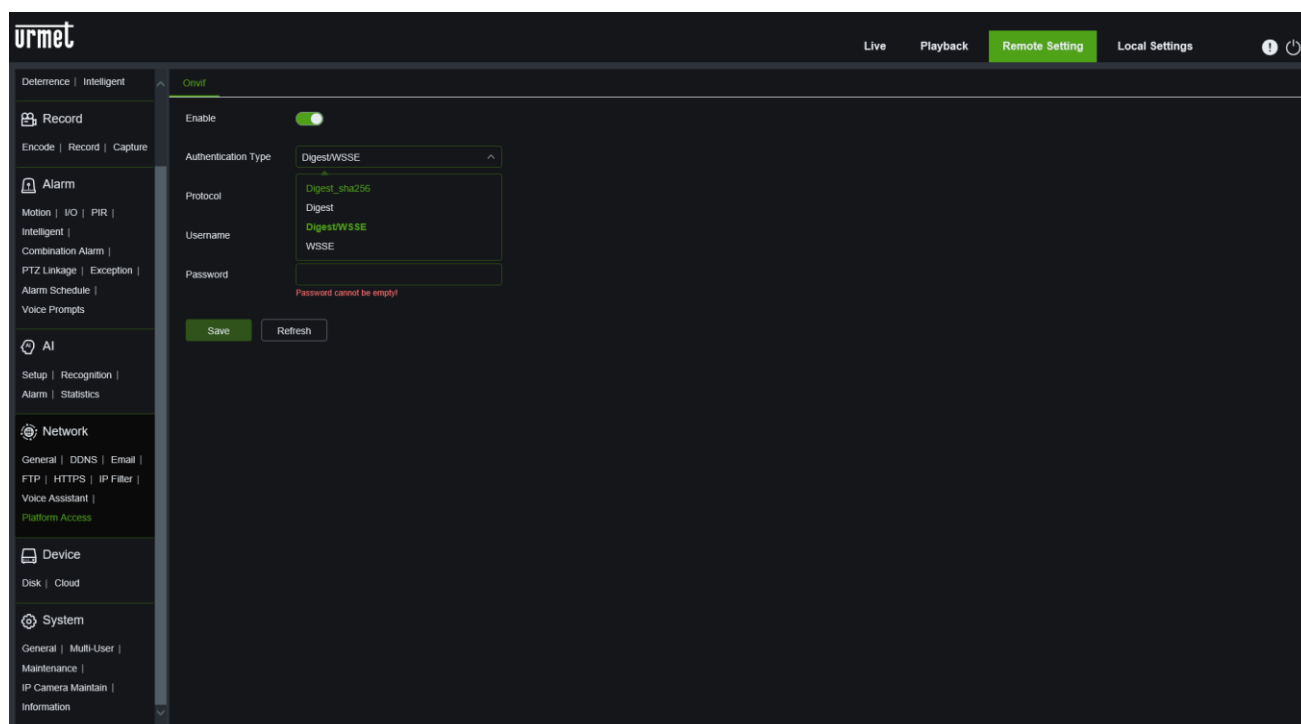 urmet
Live Playback Remote Setting Local Settings
Deterrence | Intelligent
Record
Encode | Record | Capture
Alarm
Motion | I/O | PIR |
Intelligent |
Combination Alarm |
PTZ Linkage | Exception |
Alarm Schedule |
Voice Prompts
AI
Setup | Recognition |
Alarm | Statistics
Network
General | DDNS | Email |
FTP | HTTPS | IP Filter |
Voice Assistant |
Platform Access
Device
Disk | Cloud
System
General | Multi-User |
Maintenance |
IP Camera Maintain |
Information
Onvif
Enable
Authentication Type Digest/WSSE
Protocol
Username
Digest_sha256
Digest
Digest/WSSE
WSSE
Password
Password cannot be empty!
Save Refresh